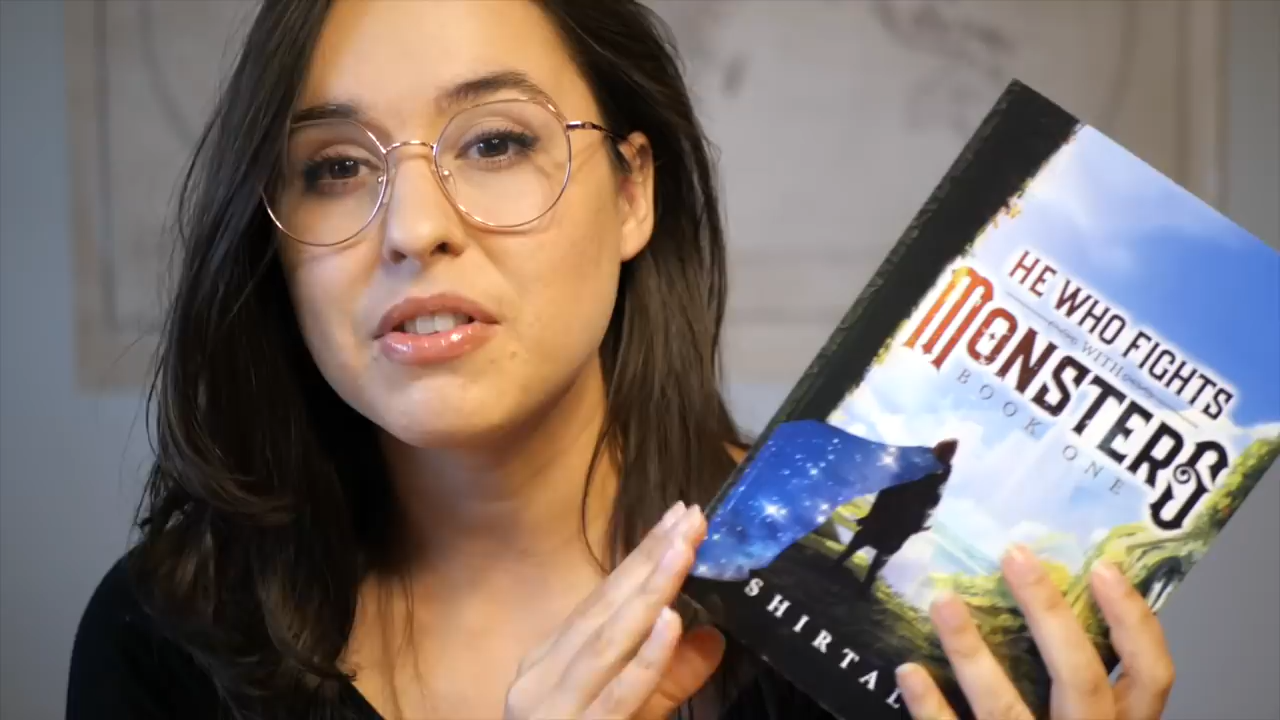 HE WHO FIGHTS
WITH
MONSTERS
BOOK ONE
SHIRTAL